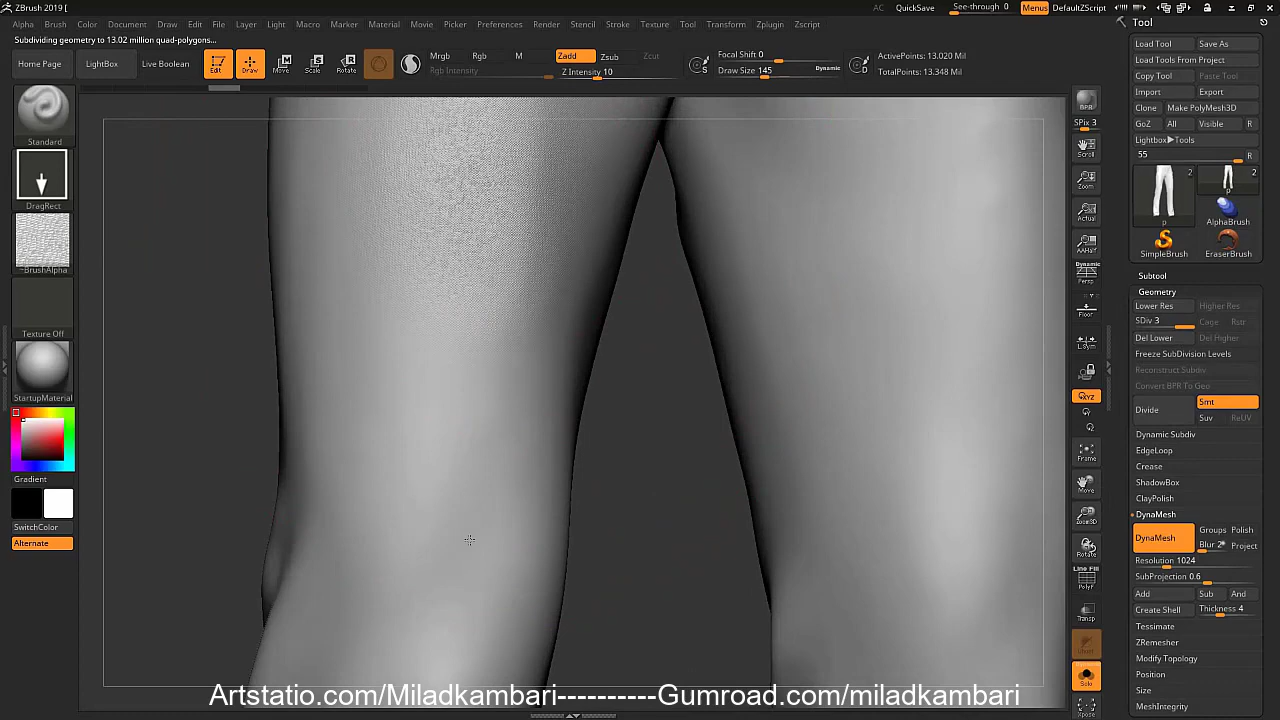 ZBrush 2019 [
AC QuickSave See-through 0 Menus DefaultZScript
Alpha Brush Color Document Draw Edit File Layer Light Macro Marker Material Movie Picker Preferences Render Stencil Stroke Texture Tool Transform Zplugin Zscript
Subdividing geometry to 13.02 million quad-polygons...
Home Page LightBox Live Boolean Edit Draw Move Scale Rotate
Mrgb Rgb M Zadd Zsub Zcut
Rgb Intensity Z Intensity 10
Focal Shift 0
Draw Size 145 Dynamic
ActivePoints: 13.020 Mil
TotalPoints: 13.348 Mil
Standard
DragRect
~BrushAlpha
Texture Off
StartupMaterial
Gradient
SwitchColor
Alternate
BPR
SPix 3
Scroll
Zoom
Actual
AAHalf
Dynamic
Persp
Floor
L.Sym
XYZ
Frame
Move
Zoom3D
Rotate
Line Fill
PolyF
Transp
Solo
Xpose
Tool
Load Tool Save As
Load Tools From Project
Copy Tool Paste Tool
Import Export
Clone Make PolyMesh3D
GoZ All Visible R
Lightbox▶Tools
55 R
2 2
p p
AlphaBrush
SimpleBrush EraserBrush
Subtool
Geometry
Lower Res Higher Res
SDiv 3 Cage Rstr
Del Lower Del Higher
Freeze SubDivision Levels
Reconstruct Subdiv
Convert BPR To Geo
Divide Smt
Suv ReUV
Dynamic Subdiv
EdgeLoop
Crease
ShadowBox
ClayPolish
DynaMesh
DynaMesh Groups Polish
Blur 2 Project
Resolution 1024
SubProjection 0.6
Add Sub And
Create Shell Thickness 4
Tessimate
ZRemesher
Modify Topology
Position
Size
MeshIntegrity
Artstatio.com/Miladkambari----------Gumroad.com/miladkambari